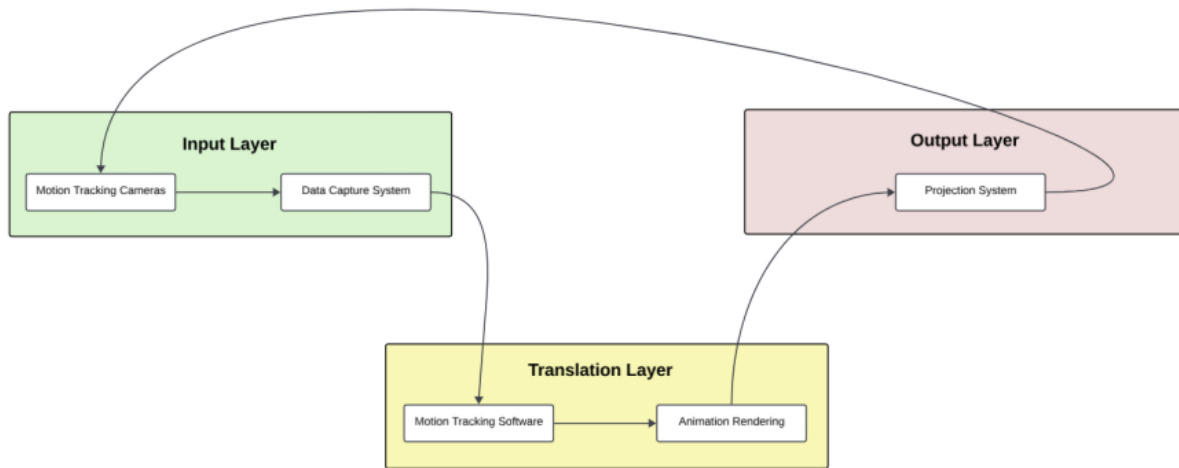 Input Layer
Motion Tracking Cameras
Data Capture System
Output Layer
Projection System
Translation Layer
Motion Tracking Software
Animation Rendering